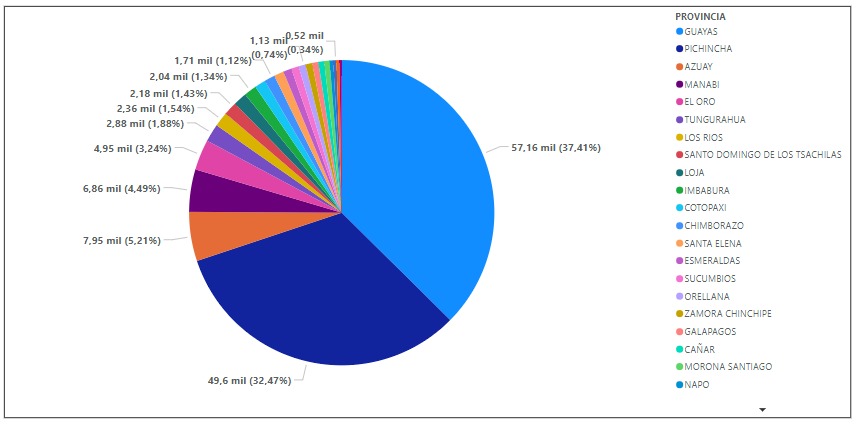 PROVINCIA
GUAYAS
PICHINCHA
AZUAY
MANABI
EL ORO
TUNGURAHUA
LOS RIOS
SANTO DOMINGO DE LOS TSACHILAS
LOJA
IMBABURA
COTOPAXI
CHIMBORAZO
SANTA ELENA
ESMERALDAS
SUCUMBIOS
ORELLANA
ZAMORA CHINCHIPE
GALAPAGOS
CAÑAR
MORONA SANTIAGO
NAPO
57,16 mil (37,41%)
49,6 mil (32,47%)
7,95 mil (5,21%)
6,86 mil (4,49%)
4,95 mil (3,24%)
2,88 mil (1,88%)
2,36 mil (1,54%)
2,18 mil (1,43%)
2,04 mil (1,34%)
1,71 mil (1,12%)
1,13 mil
(0,74%)
0,52 mil
(0,34%)